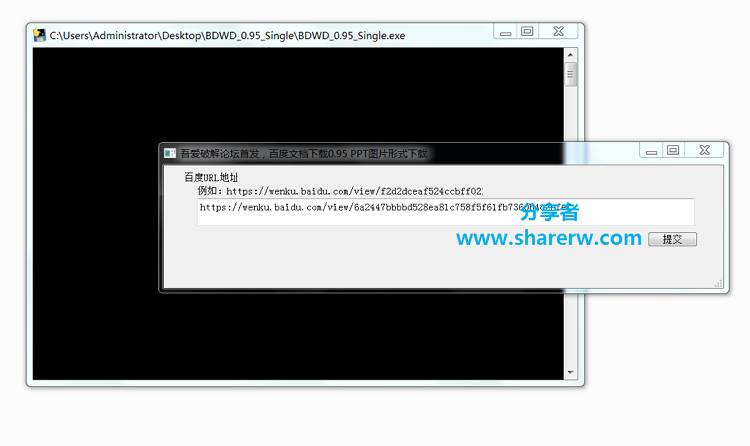 C:\Users\Administrator\Desktop\BDWD_0.95_Single\BDWD_0.95_Single.exe
吾爱破解论坛首发，百度文档下载0.95 PPT图片形式下载
百度URL地址
例如：https://wenku.baidu.com/view/f2d2dceaf524ccbff02
https://wenku.baidu.com/view/6a2447bbbbd528ea81c758f5f61fb736
分享者
www.sharerw.com
提交